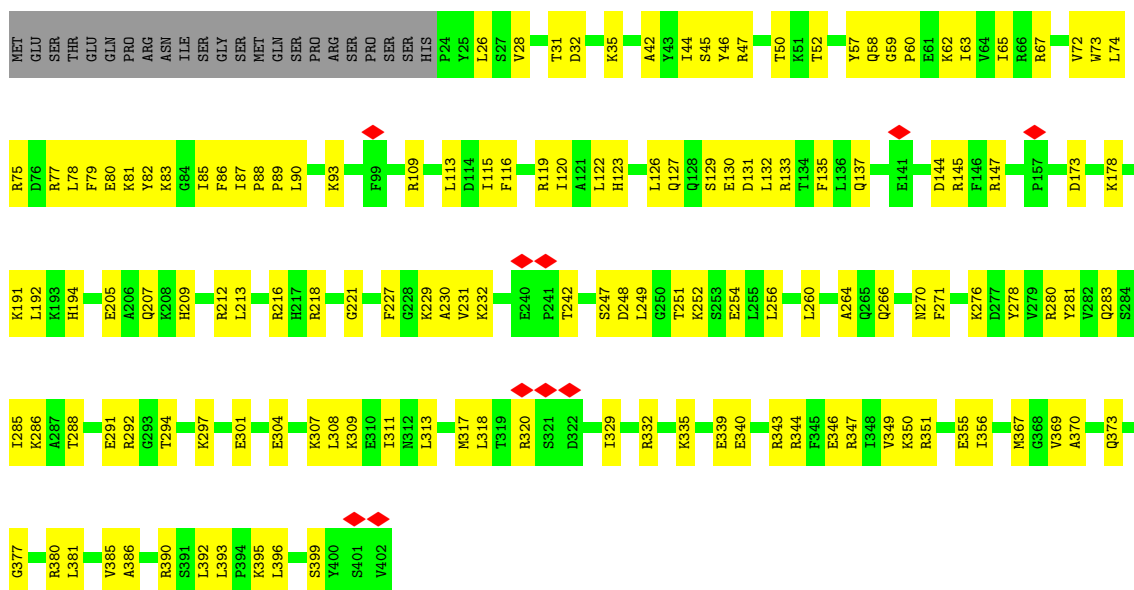 MET GLU SER THR GLU GLN PRO ARG ASN ILE SER GLY SER MET GLN SER PRO ARG SER PRO SER SER HIS P24 Y25 L26 S27 V28 T31 D32 K35 A42 Y43 I44 S45 Y46 R47 T50 K51 T52 Y57 Q58 G59 P60 E61 K62 I63 V64 I65 R66 R67 V72 W73 L74
R75 D76 R77 L78 F79 E80 K81 Y82 K83 G84 I85 F86 I87 P88 P89 L90 K93 F99 R109 L113 D114 I115 F116 R119 I120 A121 L122 H123 L126 Q127 Q128 S129 E130 D131 L132 R133 T134 F135 L136 Q137 E141 D144 R145 F146 R147 P157 D173 K178
K191 L192 K193 H194 E205 A206 Q207 K208 H209 R212 L213 R216 H217 R218 G221 F227 G228 K229 A230 V231 K232 E240 P241 T242 S247 D248 L249 G250 T251 K252 S253 E254 L255 L256 L260 A264 Q265 Q266 N270 F271 K276 D277 Y278 V279 R280 Y281 V282 Q283 S284
I285 K286 A287 T288 E291 R292 G293 T294 K297 E301 E304 K307 L308 K309 E310 I311 N312 L313 M317 L318 T319 R320 S321 D322 I329 R332 K335 E339 E340 R343 R344 F345 E346 R347 I348 V349 K350 R351 E355 I356 M367 G368 V369 A370 Q373
G377 R380 L381 V385 A386 R390 S391 L392 L393 P394 K395 L396 S399 Y400 S401 V402